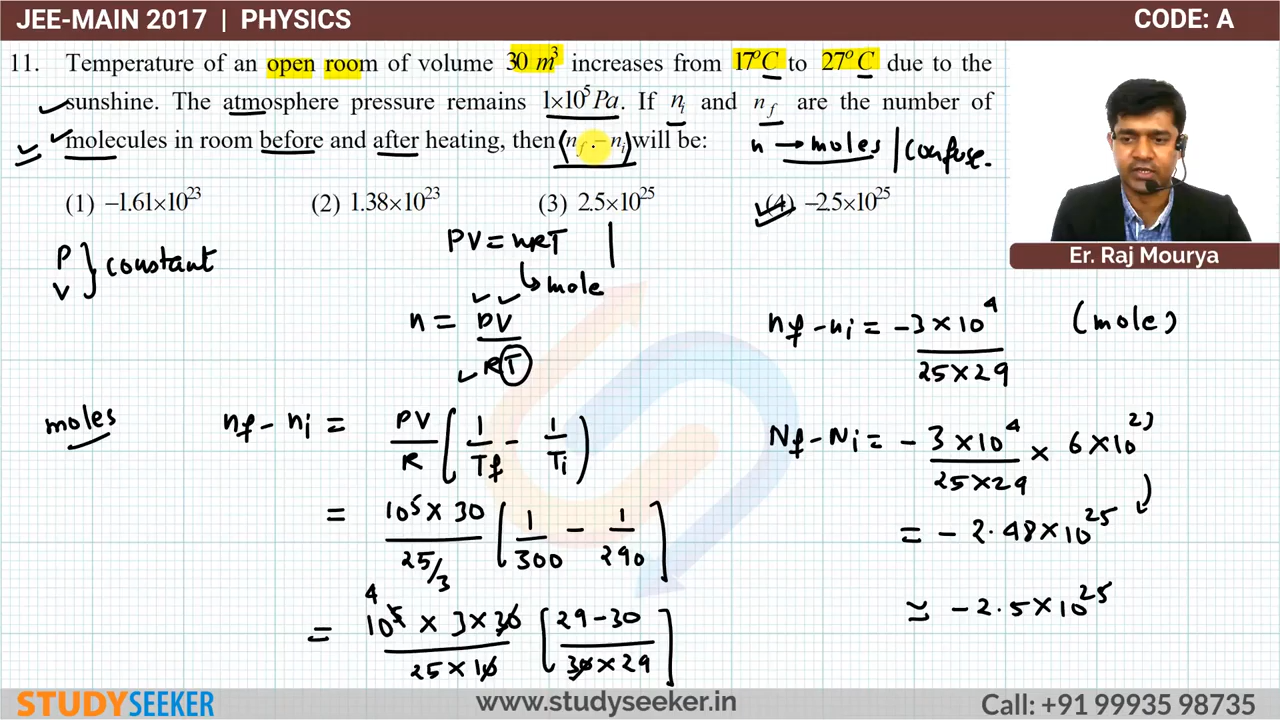 JEE-MAIN 2017 | PHYSICS
CODE: A
11. Temperature of an open room of volume 30 m³ increases from 17°C to 27°C due to the
sunshine. The atmosphere pressure remains 1×10⁵Pa. If nᵢ and n_f are the number of
molecules in room before and after heating, then (n_f − nᵢ) will be:
n → moles / Confuse.
(1) −1.61×10²³ (2) 1.38×10²³ (3) 2.5×10²⁵ (4) −2.5×10²⁵
Er. Raj Mourya
P
V } constant
PV = nRT |
↳ mole
n = PV
RT
moles
nf − ni = PV/R [1/Tf − 1/Ti)
= 10⁵ × 30 / 25/3 [1/300 − 1/290]
4
= 10⁵ × 3 × 30 / 25 × 10 [29 − 30 / 30 × 29]
nf − ni = −3 × 10⁴ / 25 × 29 (mole)
Nf − Ni = − 3 × 10⁴ / 25 × 29 × 6 × 10²³
= − 2.48 × 10²⁵
≃ − 2.5 × 10²⁵
STUDYSEEKER
www.studyseeker.in
Call: +91 99935 98735